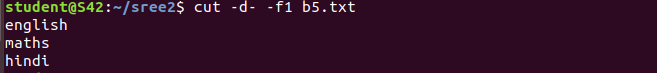 student@S42:~/sree2$ cut -d- -f1 b5.txt
english
maths
hindi